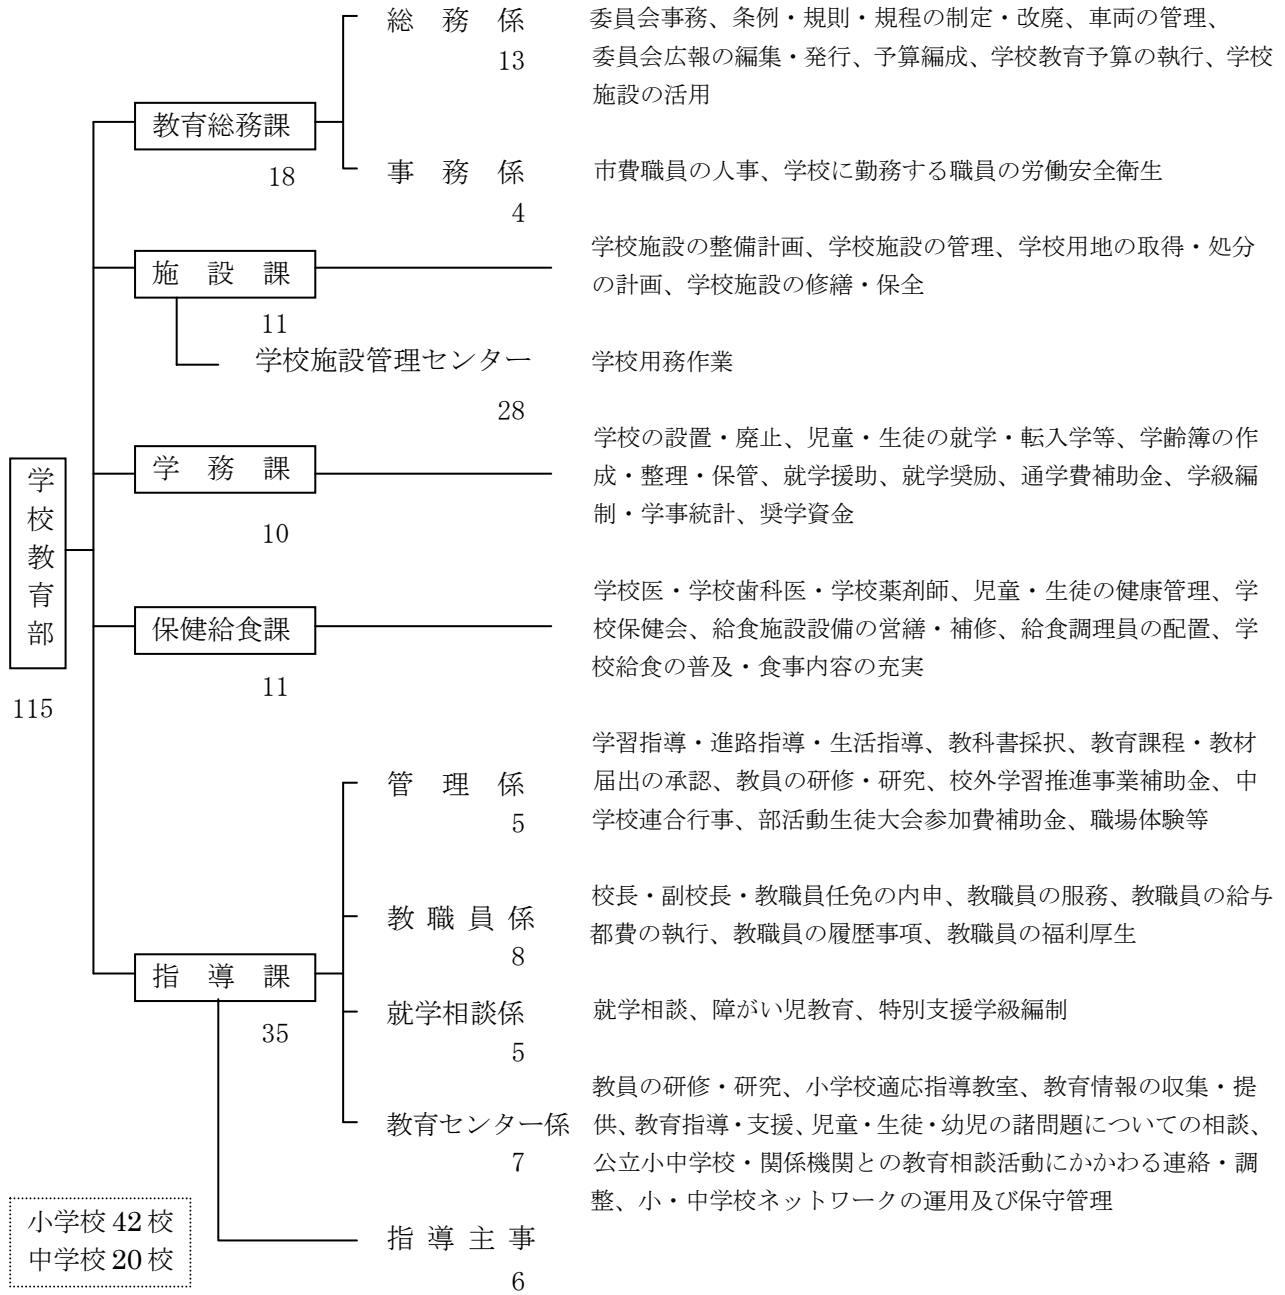 総務係
13
委員会事務、条例・規則・規程の制定・改廃、車両の管理、
委員会広報の編集・発行、予算編成、学校教育予算の執行、学校
施設の活用
教育総務課
18
事務係
4
市費職員の人事、学校に勤務する職員の労働安全衛生
施設課
11
学校施設の整備計画、学校施設の管理、学校用地の取得・処分
の計画、学校施設の修繕・保全
学校施設管理センター
28
学校用務作業
学務課
10
学校の設置・廃止、児童・生徒の就学・転入学等、学齢簿の作
成・整理・保管、就学援助、就学奨励、通学費補助金、学級編
制・学事統計、奨学資金
学校教育部
115
保健給食課
11
学校医・学校歯科医・学校薬剤師、児童・生徒の健康管理、学
校保健会、給食施設設備の営繕・補修、給食調理員の配置、学
校給食の普及・食事内容の充実
管理係
5
学習指導・進路指導・生活指導、教科書採択、教育課程・教材
届出の承認、教員の研修・研究、校外学習推進事業補助金、中
学校連合行事、部活動生徒大会参加費補助金、職場体験等
教職員係
8
校長・副校長・教職員任免の内申、教職員の服務、教職員の給与
都費の執行、教職員の履歴事項、教職員の福利厚生
指導課
35
就学相談係
5
就学相談、障がい児教育、特別支援学級編制
教育センター係
7
教員の研修・研究、小学校適応指導教室、教育情報の収集・提
供、教育指導・支援、児童・生徒・幼児の諸問題についての相談、
公立小中学校・関係機関との教育相談活動にかかわる連絡・調
整、小・中学校ネットワークの運用及び保守管理
指導主事
6
小学校42校
中学校20校